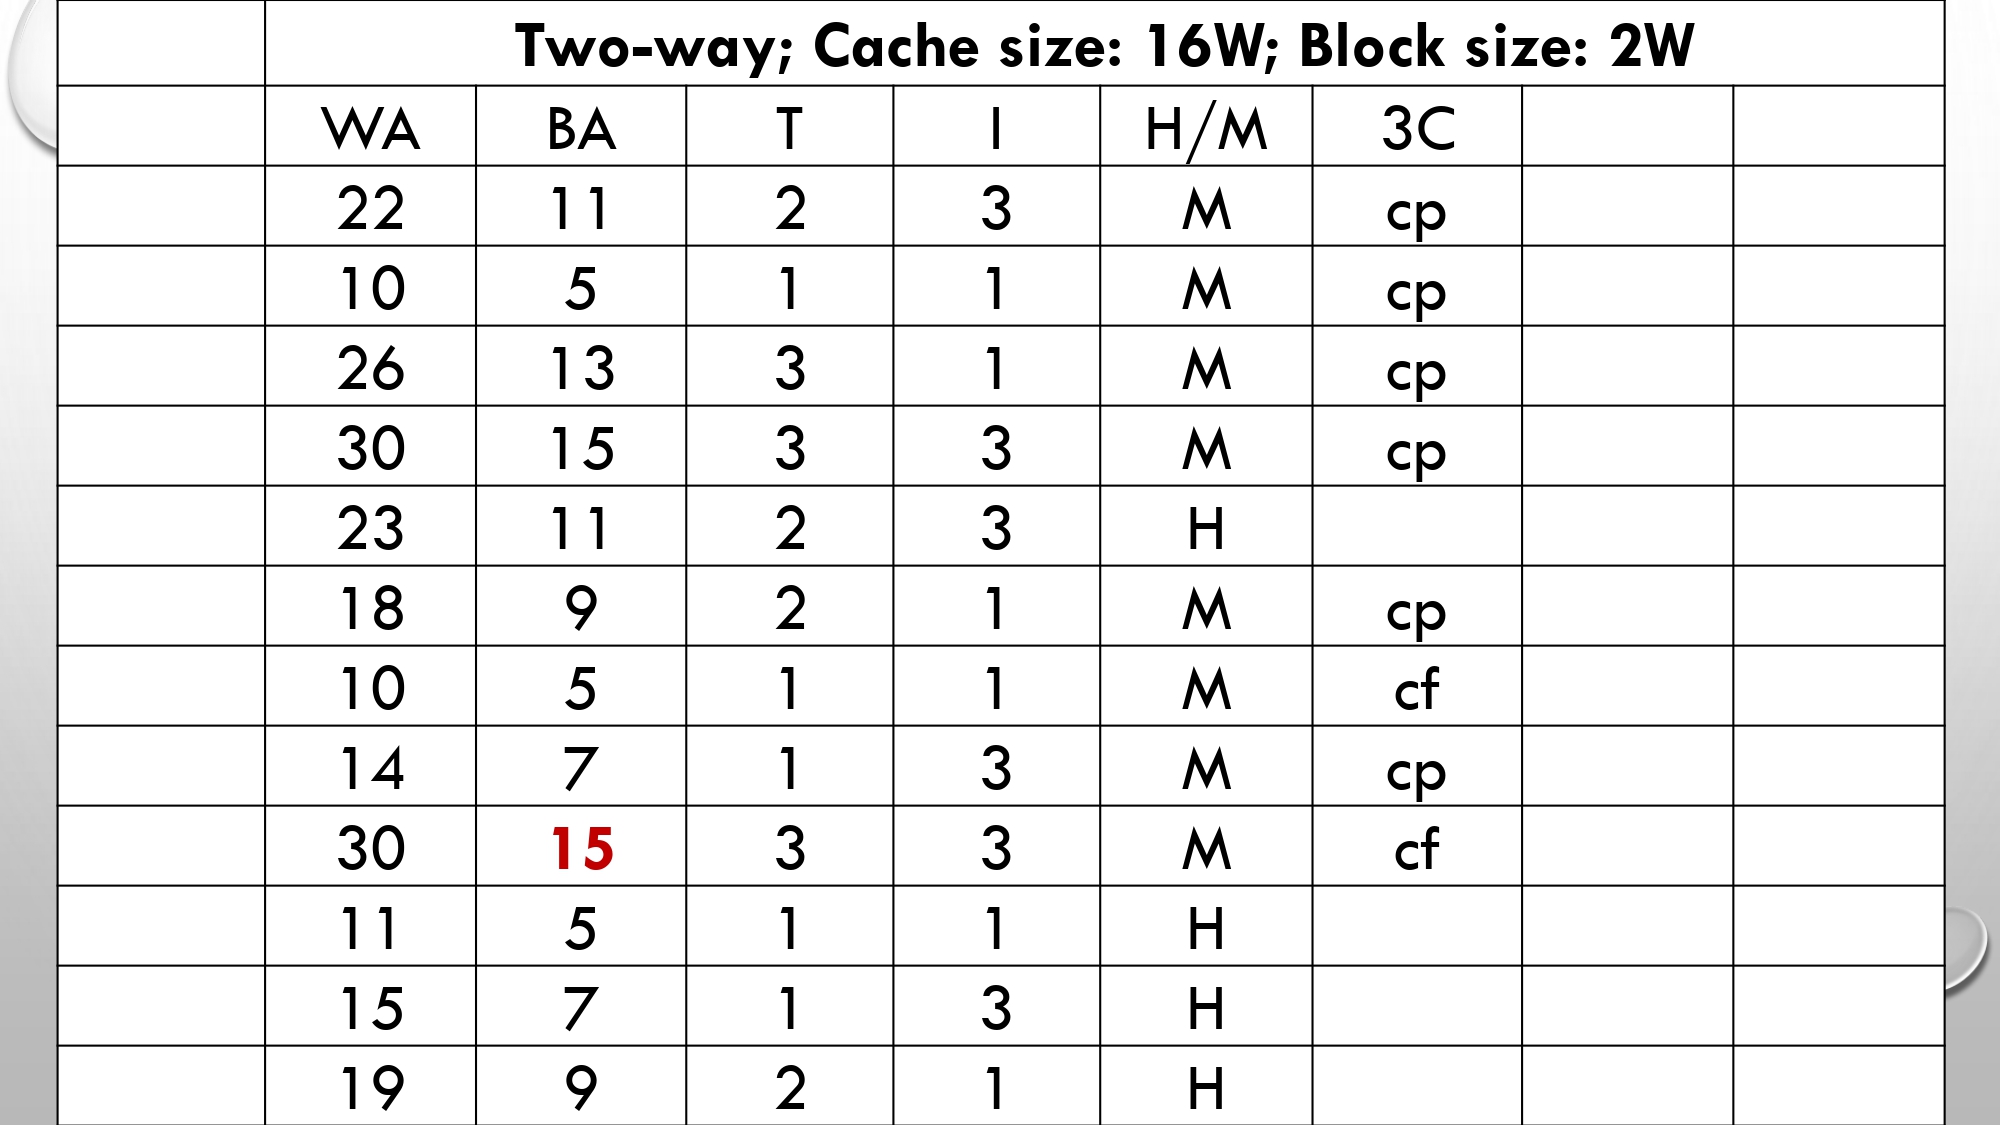 Two-way; Cache size: 16W; Block size: 2W
WA BA T I H/M 3C
22 11 2 3 M cp
10 5 1 1 M cp
26 13 3 1 M cp
30 15 3 3 M cp
23 11 2 3 H
18 9 2 1 M cp
10 5 1 1 M cf
14 7 1 3 M cp
30 15 3 3 M cf
11 5 1 1 H
15 7 1 3 H
19 9 2 1 H